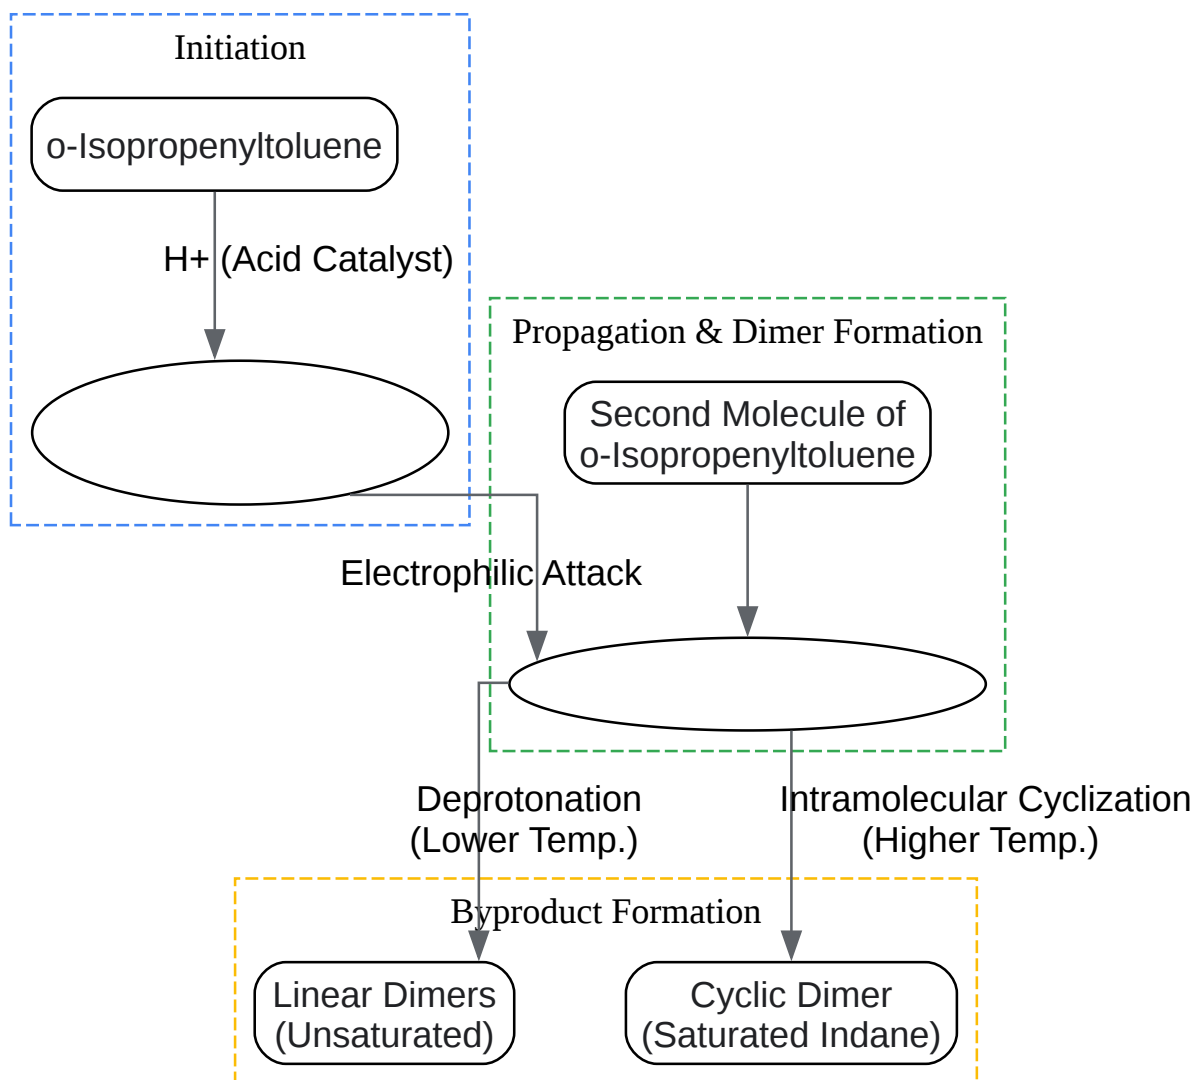 Initiation
o-Isopropenyltoluene
H+ (Acid Catalyst)
Propagation & Dimer Formation
Second Molecule of
o-Isopropenyltoluene
Electrophilic Attack
Deprotonation
(Lower Temp.)
Intramolecular Cyclization
(Higher Temp.)
Byproduct Formation
Linear Dimers
(Unsaturated)
Cyclic Dimer
(Saturated Indane)